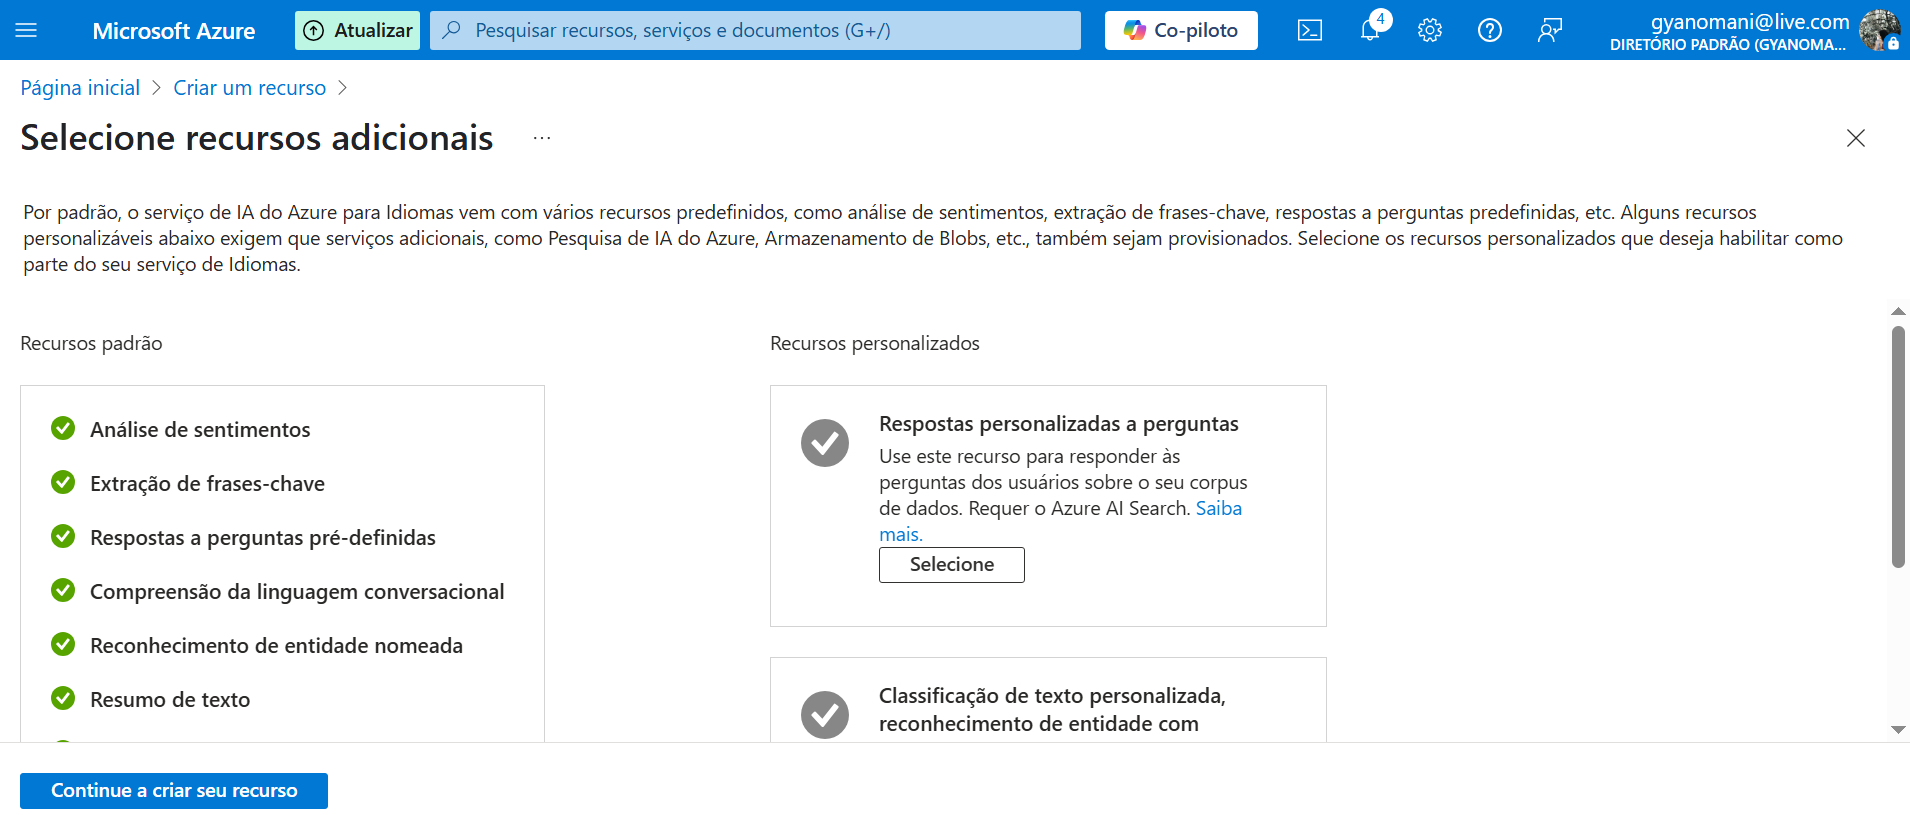 Microsoft Azure
Atualizar
Pesquisar recursos, serviços e documentos (G+/)
Co-piloto
4
gyanomani@live.com
DIRETÓRIO PADRÃO (GYANOMA...
Página inicial > Criar um recurso >
Selecione recursos adicionais ...
Por padrão, o serviço de IA do Azure para Idiomas vem com vários recursos predefinidos, como análise de sentimentos, extração de frases-chave, respostas a perguntas predefinidas, etc. Alguns recursos
personalizáveis abaixo exigem que serviços adicionais, como Pesquisa de IA do Azure, Armazenamento de Blobs, etc., também sejam provisionados. Selecione os recursos personalizados que deseja habilitar como
parte do seu serviço de Idiomas.
Recursos padrão
Análise de sentimentos
Extração de frases-chave
Respostas a perguntas pré-definidas
Compreensão da linguagem conversacional
Reconhecimento de entidade nomeada
Resumo de texto
Recursos personalizados
Respostas personalizadas a perguntas
Use este recurso para responder às
perguntas dos usuários sobre o seu corpus
de dados. Requer o Azure AI Search. Saiba
mais.
Selecione
Classificação de texto personalizada,
reconhecimento de entidade com
Continue a criar seu recurso